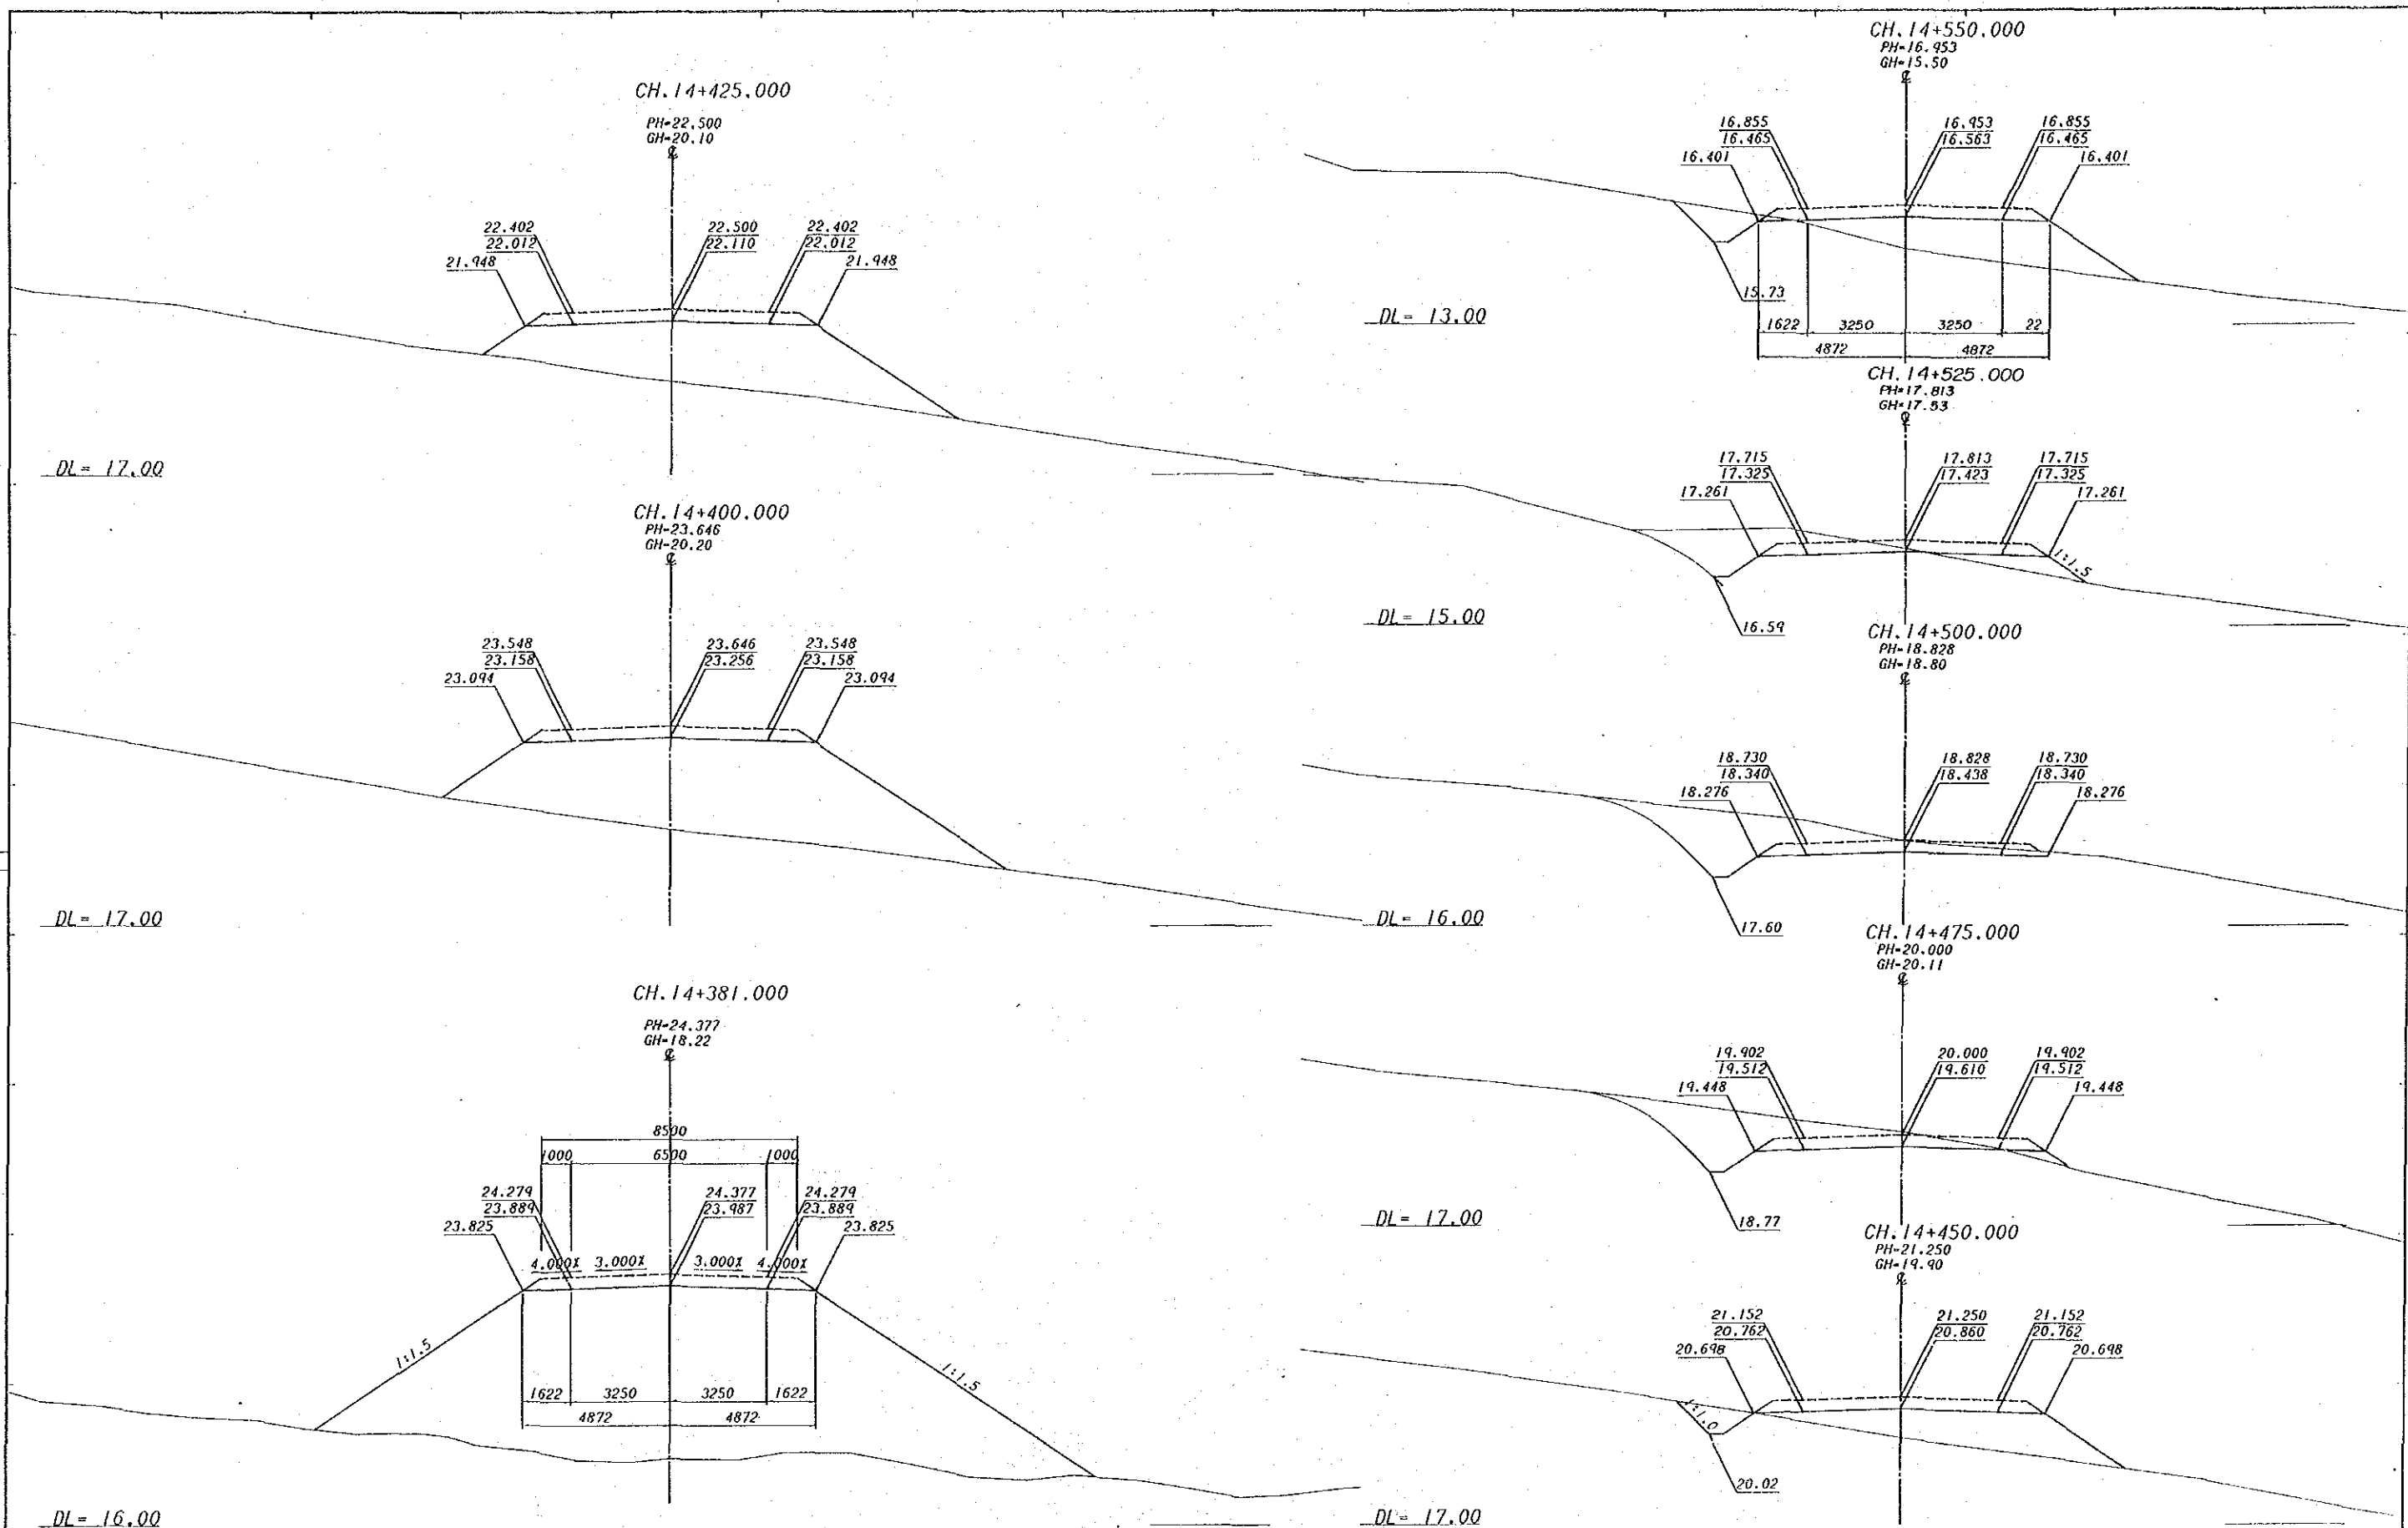 CH.14+425.000
PH=22.500
GH=20.10
22.402 22.500 22.402
22.012 22.110 22.012
21.948 21.948
DL= 17.00
CH.14+400.000
PH=23.646
GH=20.20
23.548 23.646 23.548
23.158 23.256 23.158
23.094 23.094
DL= 17.00
CH.14+381.000
PH=24.377
GH=18.22
8500
1000 6500 1000
24.279 24.377 24.279
23.889 23.987 23.889
23.825 23.825
4.000% 3.000% 3.000% 4.000%
1:1.5 1:1.5
1622 3250 3250 1622
4872 4872
DL= 16.00
CH.14+550.000
PH=16.953
GH=15.50
16.855 16.953 16.855
16.465 16.563 16.465
16.401 16.401
15.73
DL= 13.00
1622 3250 3250 22
4872 4872
CH.14+525.000
PH=17.813
GH=17.53
17.715 17.813 17.715
17.325 17.423 17.325
17.261 17.261
1:1.5
DL= 15.00
16.59
CH.14+500.000
PH=18.828
GH=18.80
18.730 18.828 18.730
18.340 18.438 18.340
18.276 18.276
DL= 16.00
17.60
CH.14+475.000
PH=20.000
GH=20.11
19.902 20.000 19.902
19.512 19.610 19.512
19.448 19.448
DL= 17.00
18.77
CH.14+450.000
PH=21.250
GH=19.90
21.152 21.250 21.152
20.762 20.860 20.762
20.698 20.698
1:1.0
20.02
DL= 17.00